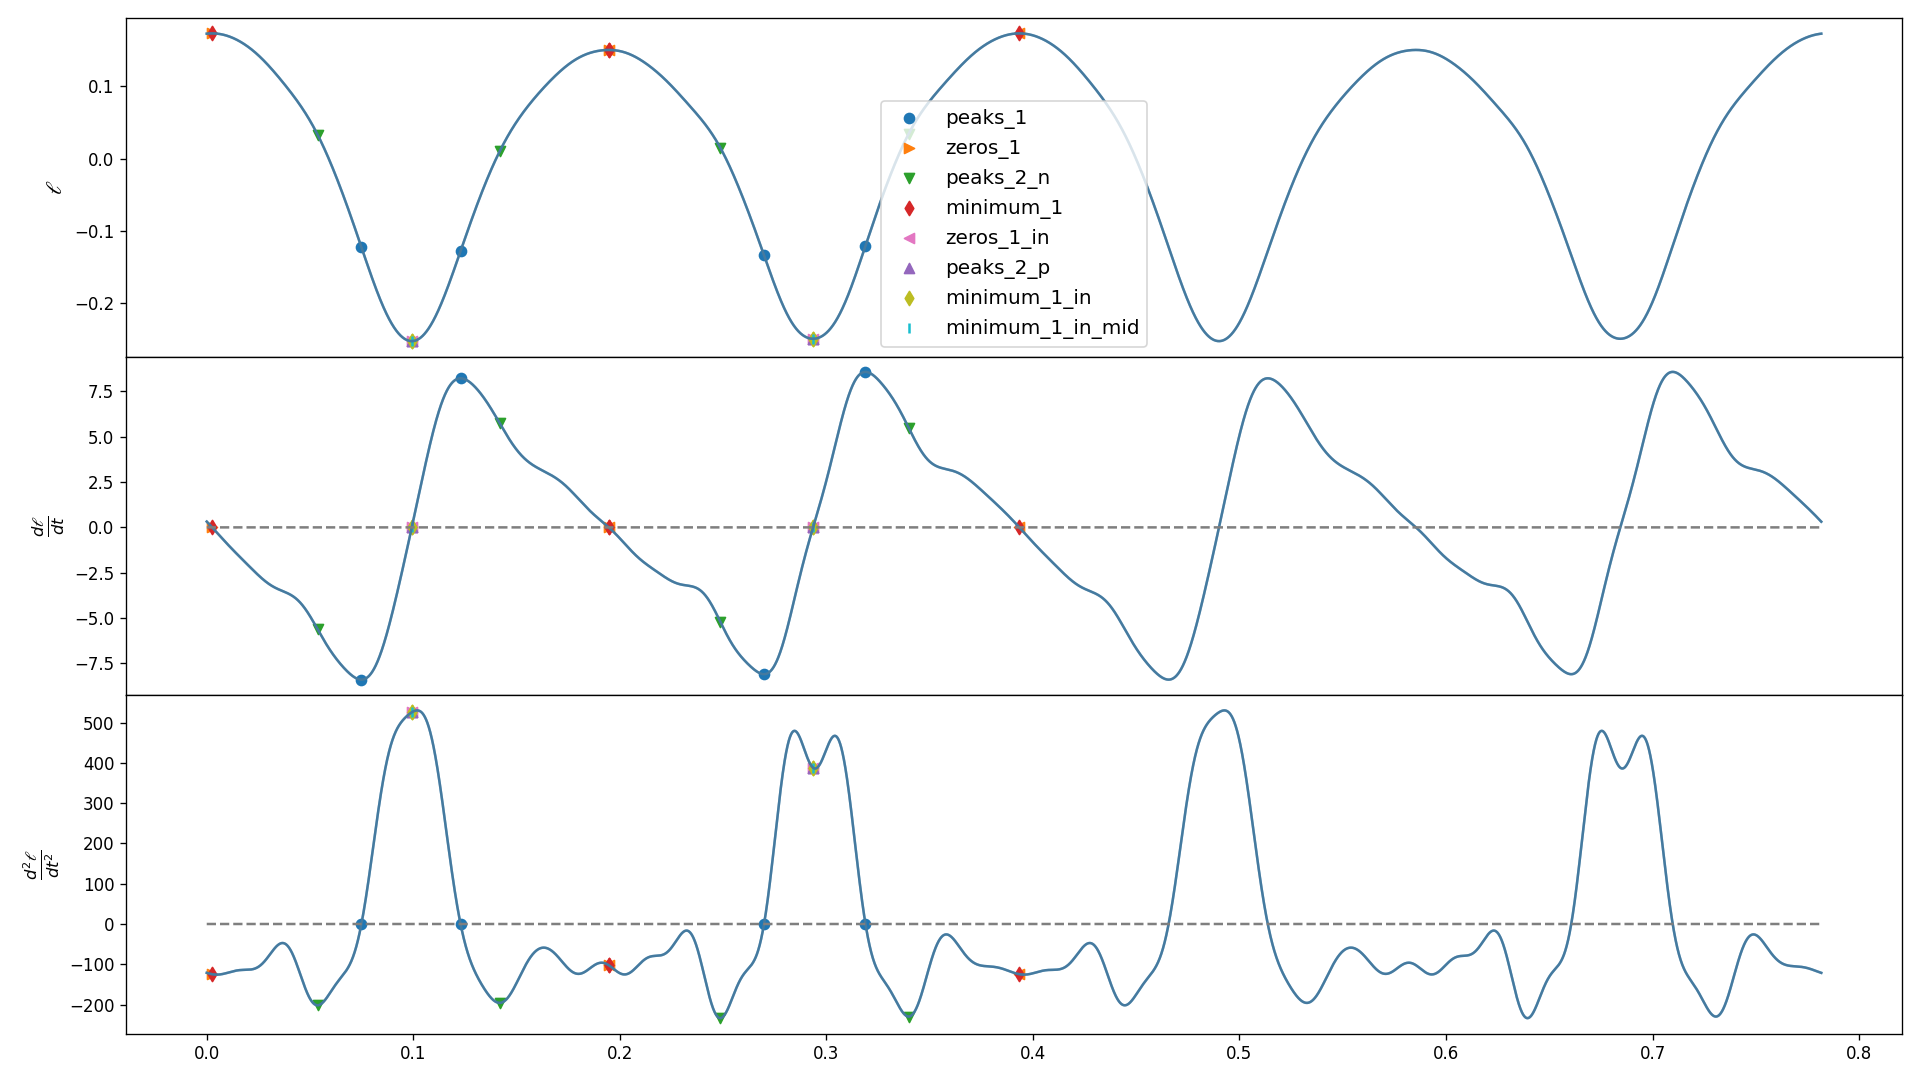 ℓ
0.1
0.0
−0.1
−0.2
peaks_1
zeros_1
peaks_2_n
minimum_1
zeros_1_in
peaks_2_p
minimum_1_in
minimum_1_in_mid
dℓ
dt
7.5
5.0
2.5
0.0
−2.5
−5.0
−7.5
d²ℓ
dt²
500
400
300
200
100
0
−100
−200
0.0 0.1 0.2 0.3 0.4 0.5 0.6 0.7 0.8